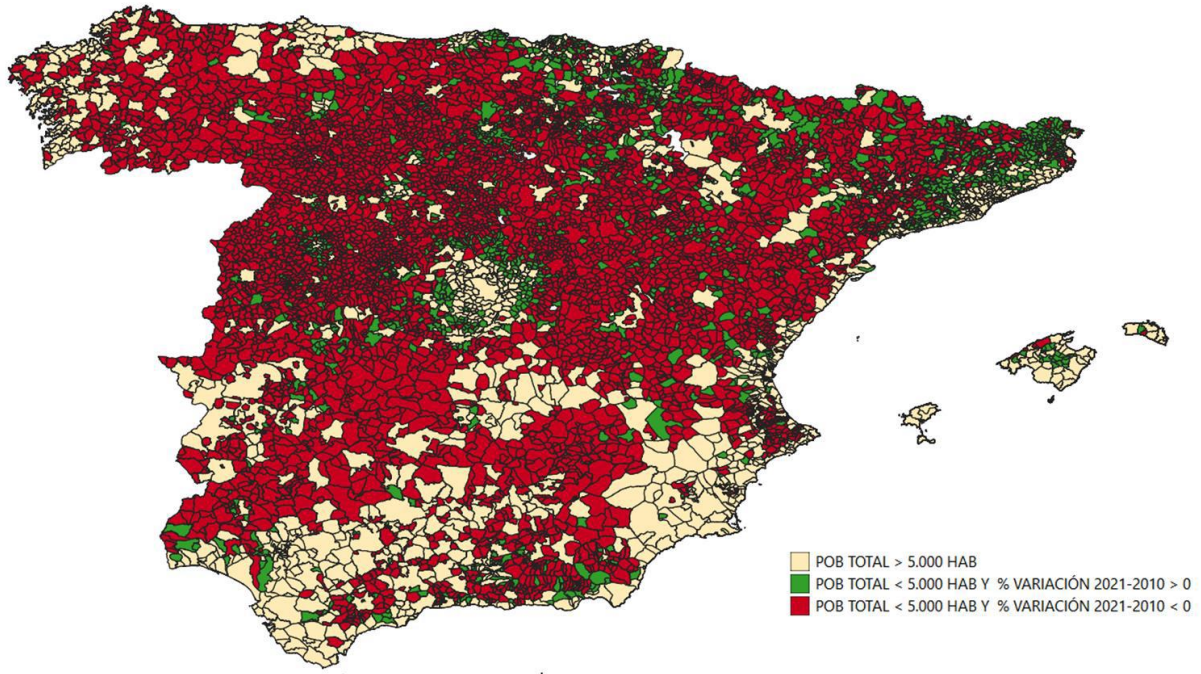 POB TOTAL > 5.000 HAB
POB TOTAL < 5.000 HAB Y % VARIACIÓN 2021-2010 > 0
POB TOTAL < 5.000 HAB Y % VARIACIÓN 2021-2010 < 0